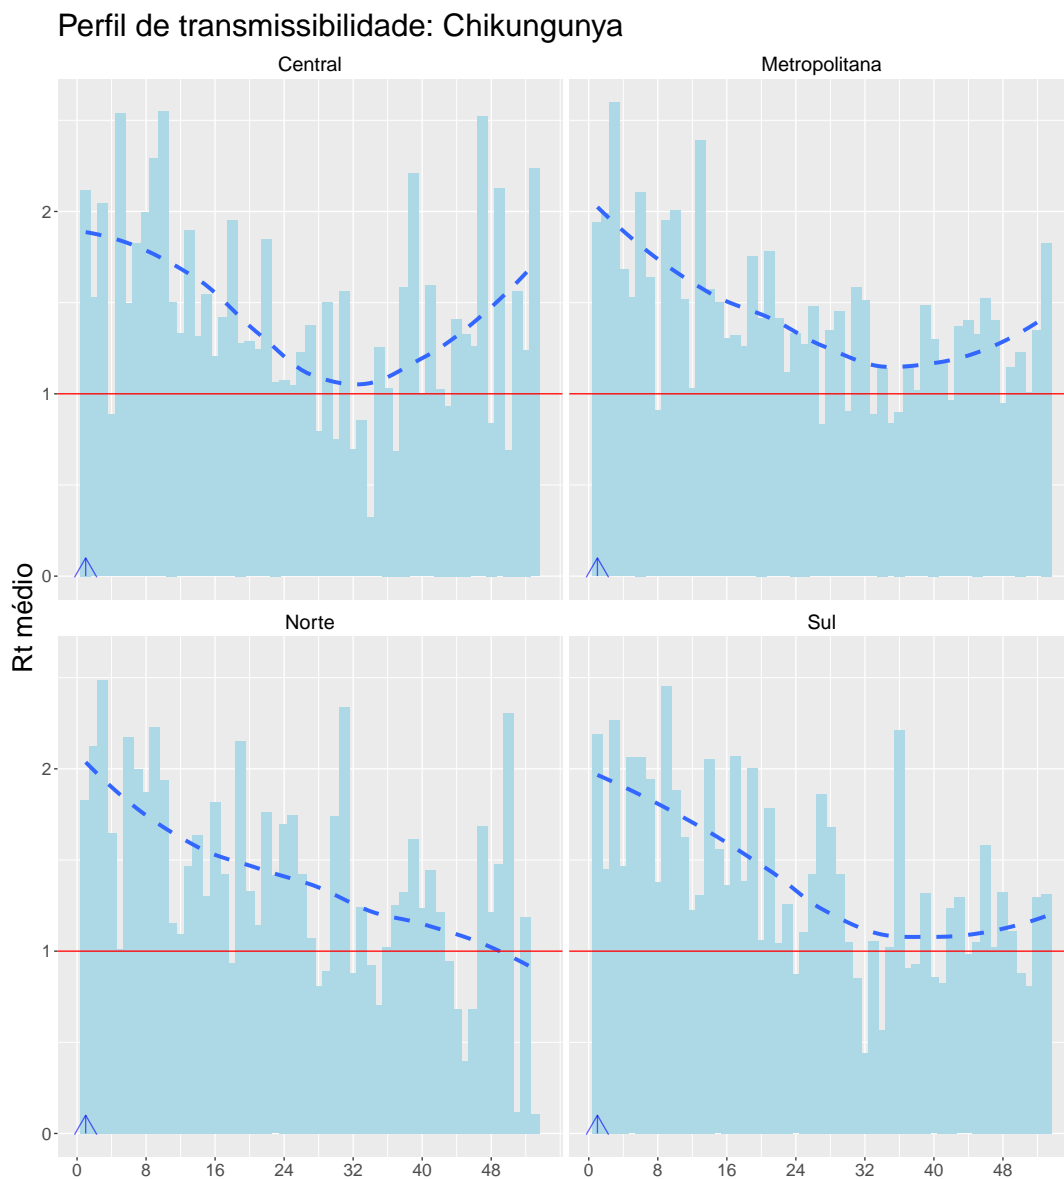 Perfil de transmissibilidade: Chikungunya
Central
Metropolitana
2
1
0
Rt médio
Norte
Sul
2
1
0
0 8 16 24 32 40 48
0 8 16 24 32 40 48